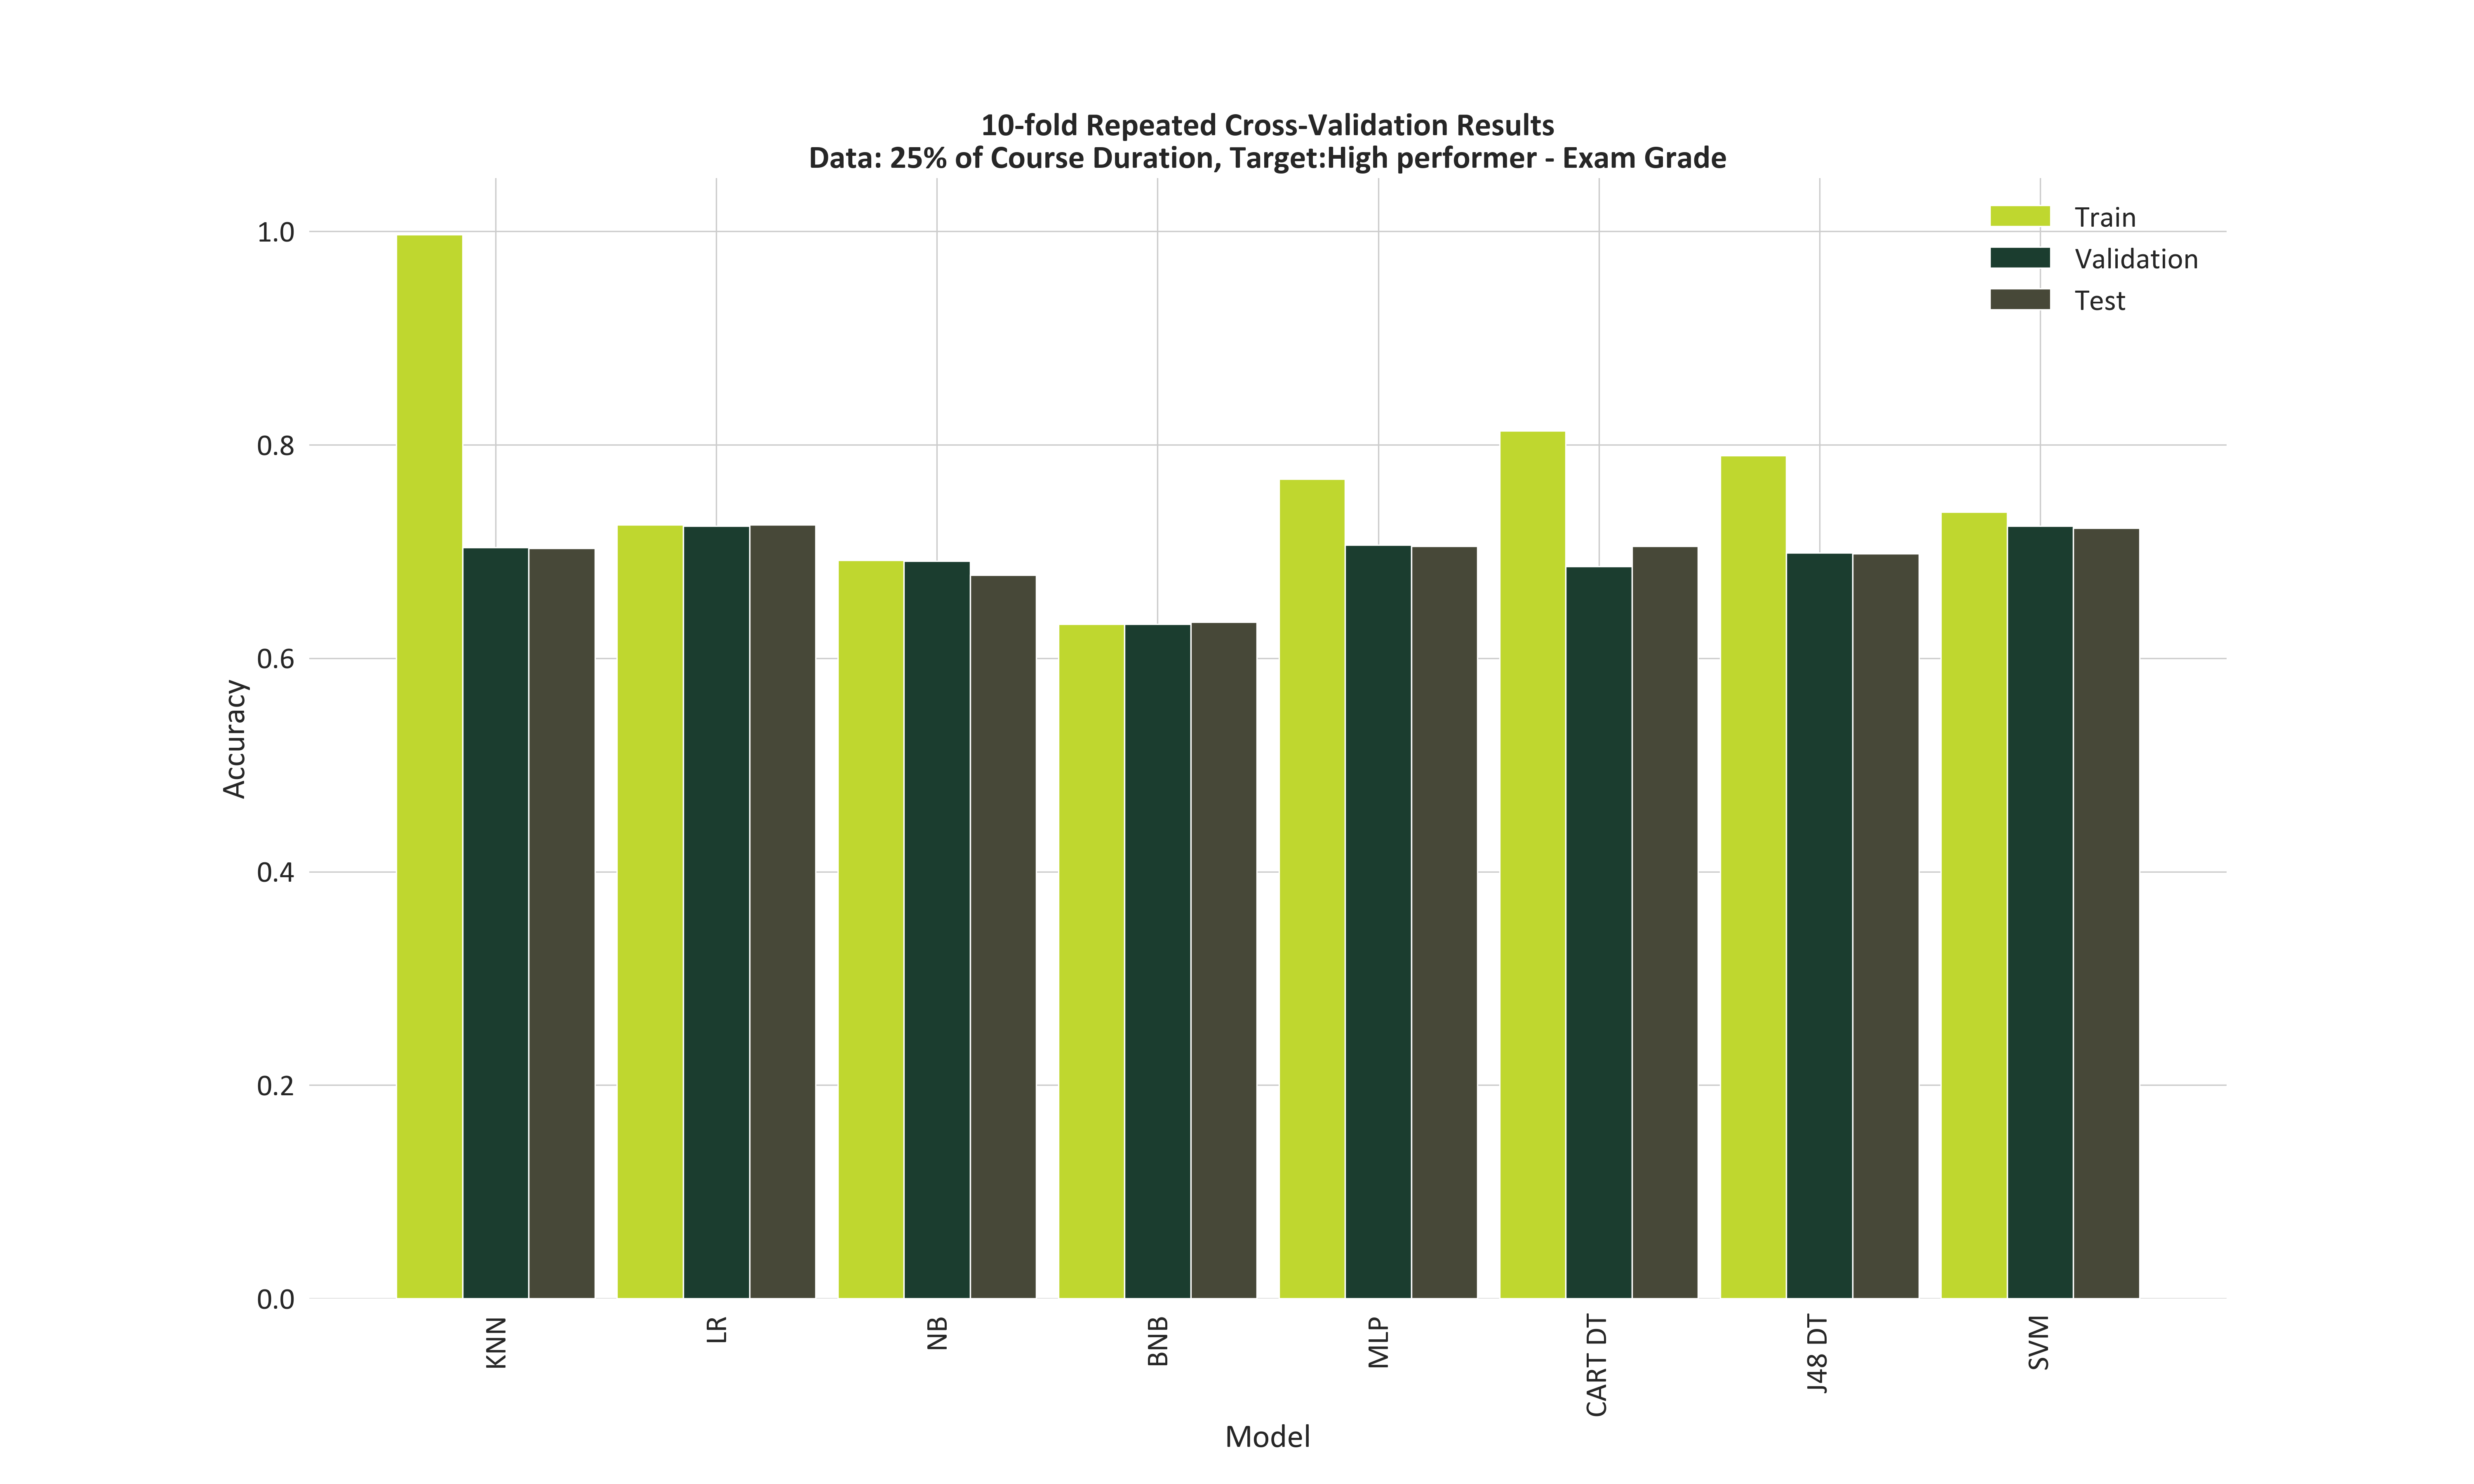 10-fold Repeated Cross-Validation Results
Data: 25% of Course Duration, Target:High performer - Exam Grade
Train
Validation
Test
Accuracy
1.0
0.8
0.6
0.4
0.2
0.0
KNN
LR
NB
BNB
MLP
CART DT
J48 DT
SVM
Model